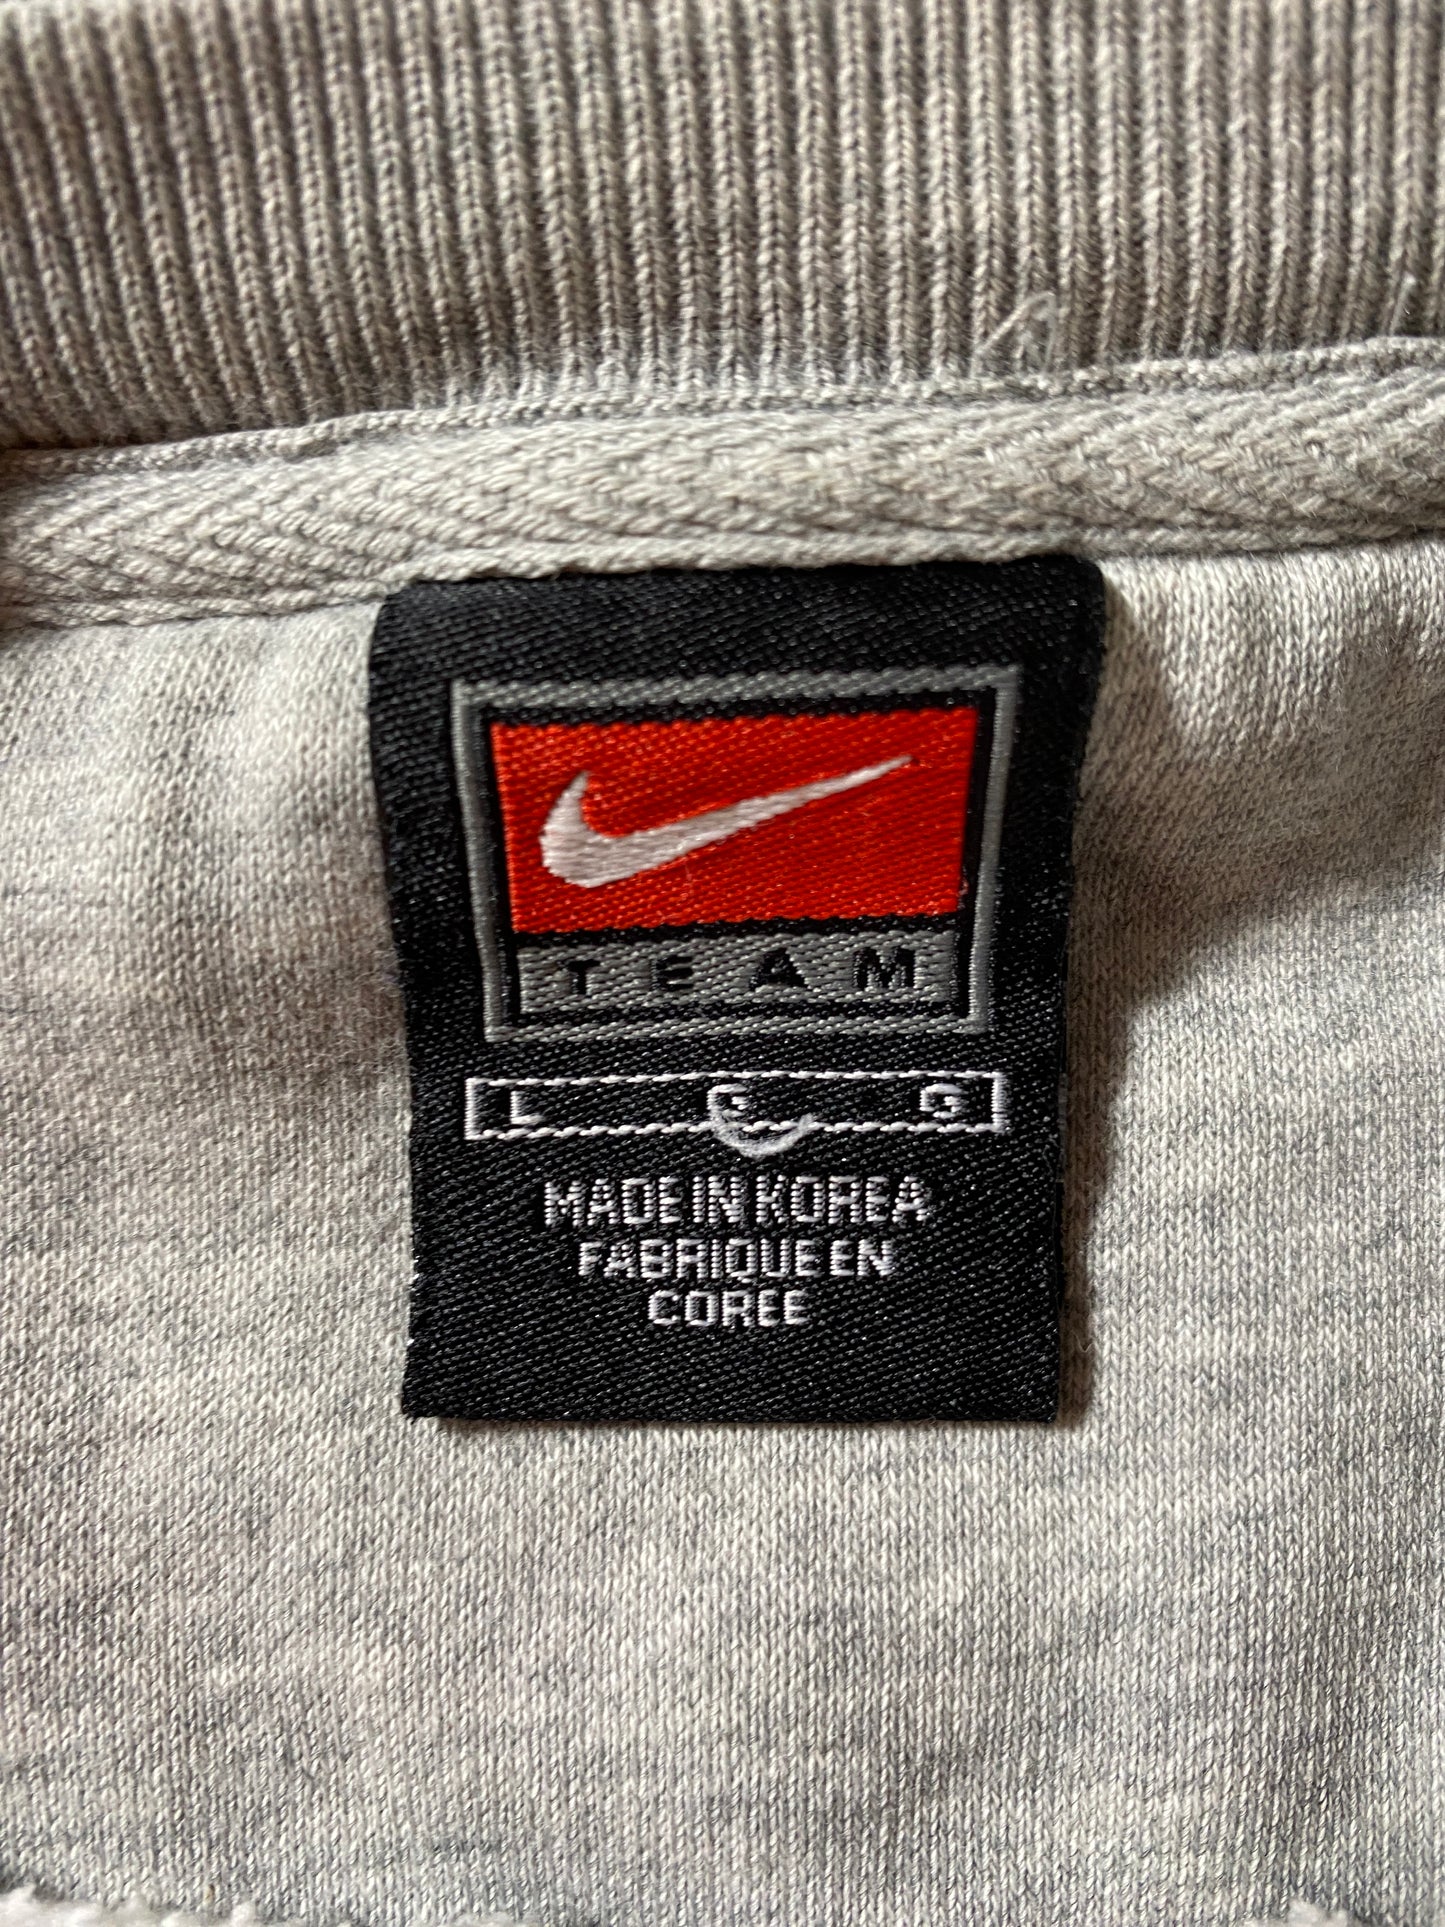 TEAM
L G G
MADE IN KOREA
FABRIQUE EN
COREE